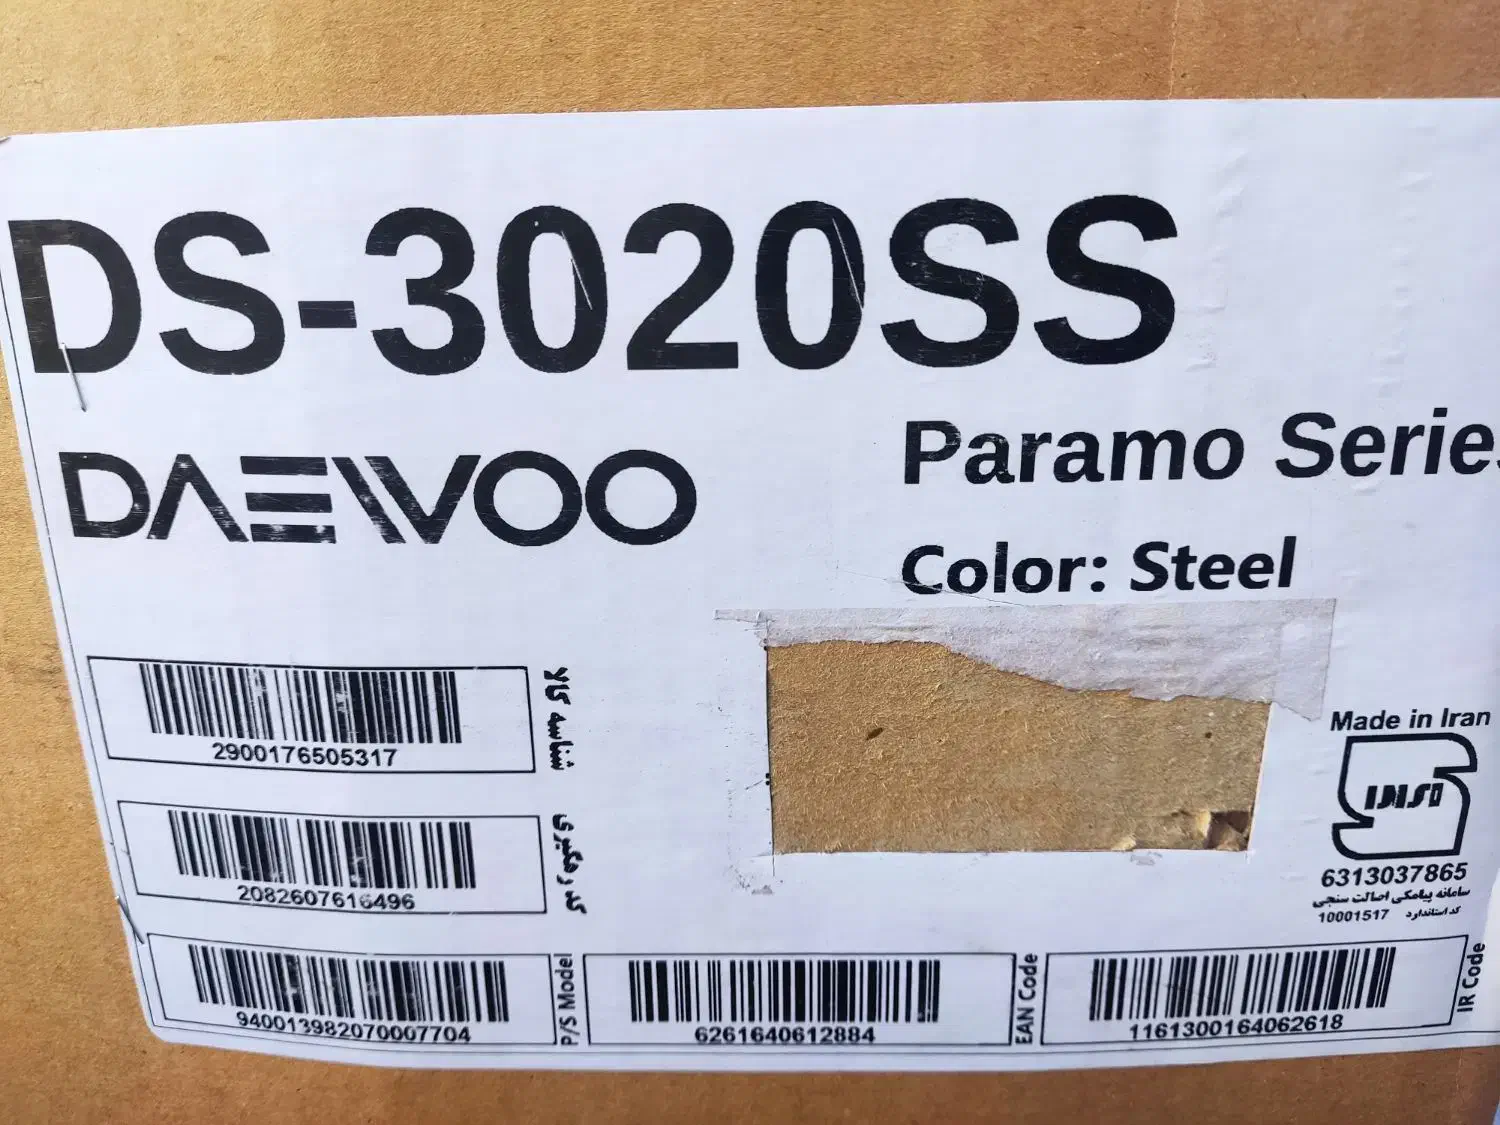 DS-3020SS
DAEWOO
Paramo Series
Color: Steel
2900176505317
شناسه کالا
2082607616496
کد رهگیری
Made in Iran
6313037865
سامانه پیامکی اصالت سنجی
کد استاندارد 10001517
940013982070007704
P/S Model
6261640612884
EAN Code
1161300164062618
IR Code